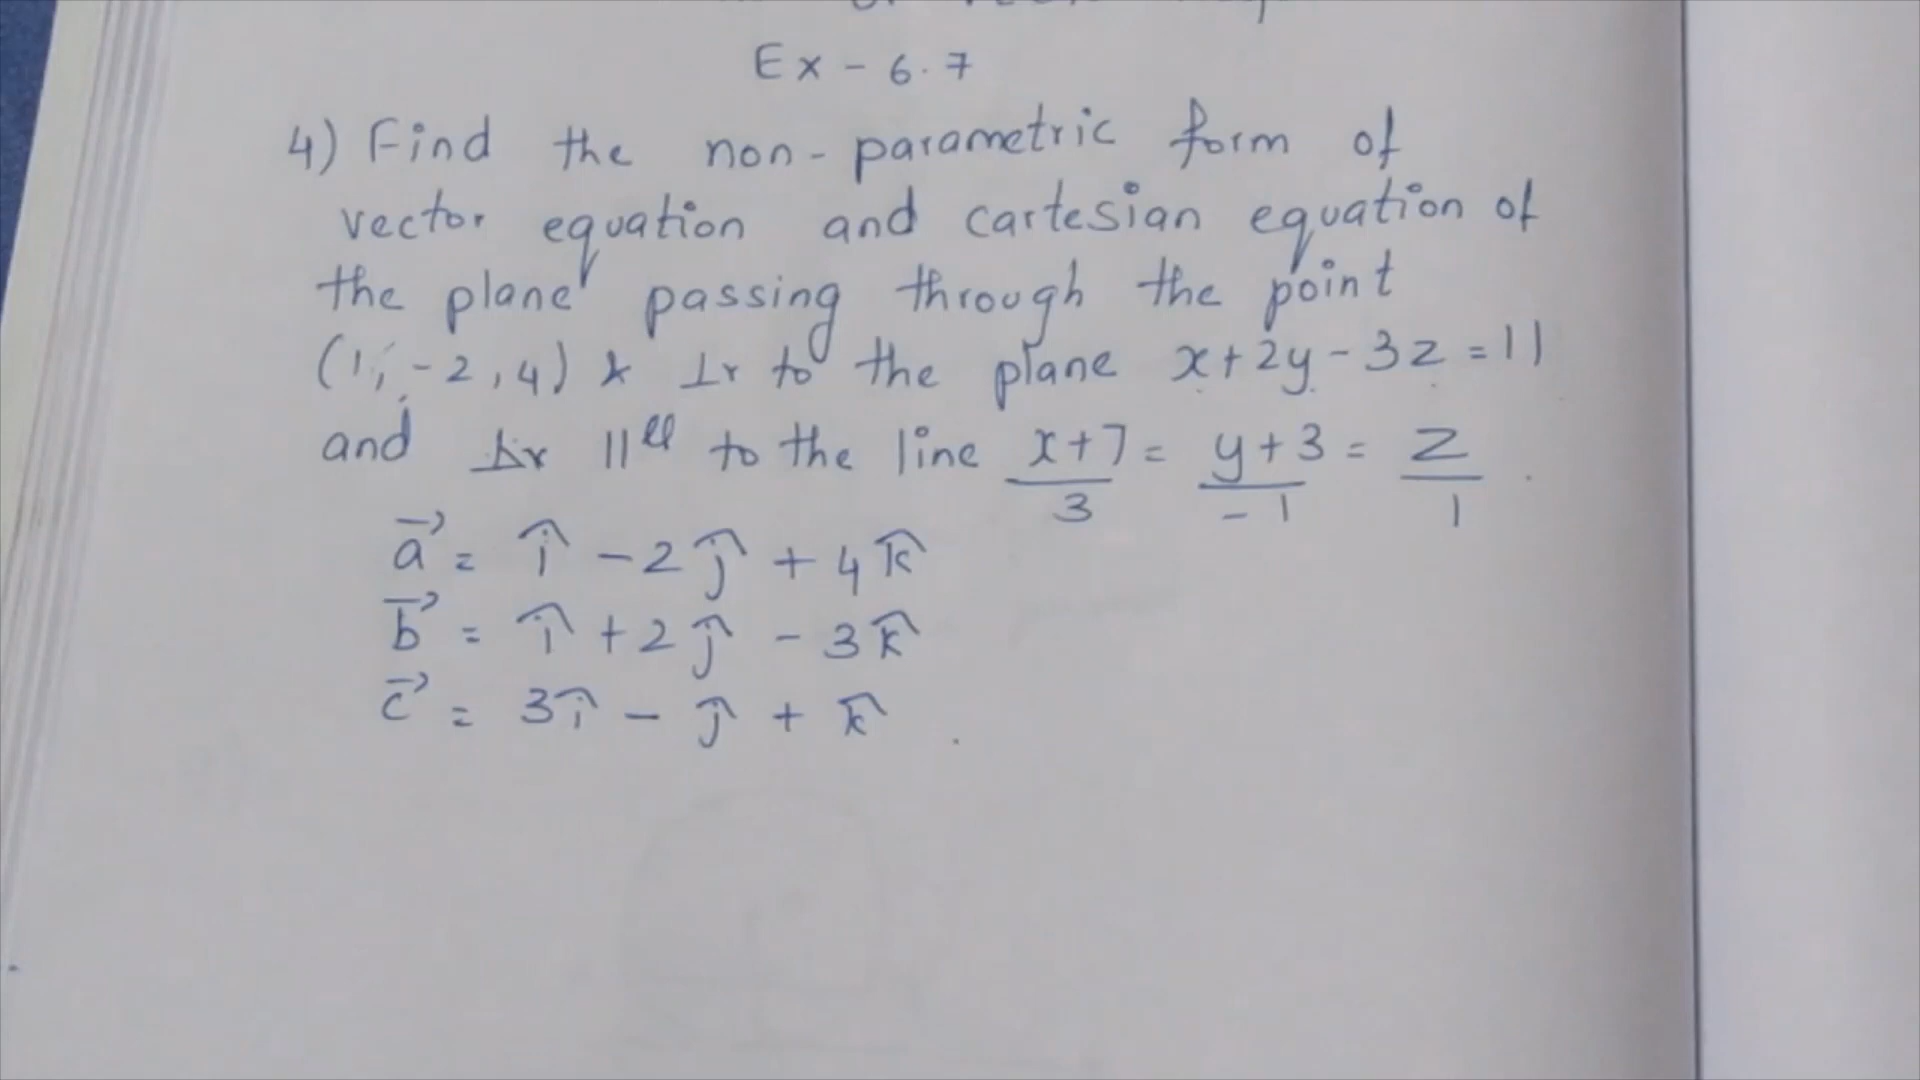 Ex - 6.7
4) Find the non-parametric form of
vector equation and cartesian equation of
the plane passing through the point
(1, -2, 4) & ⊥r to the plane x+2y-3z=11
and ||ˡˡ to the line x+7/3 = y+3/-1 = z/1.
a⃗ = î - 2ĵ + 4k̂
b⃗ = î + 2ĵ - 3k̂
c⃗ = 3î - ĵ + k̂